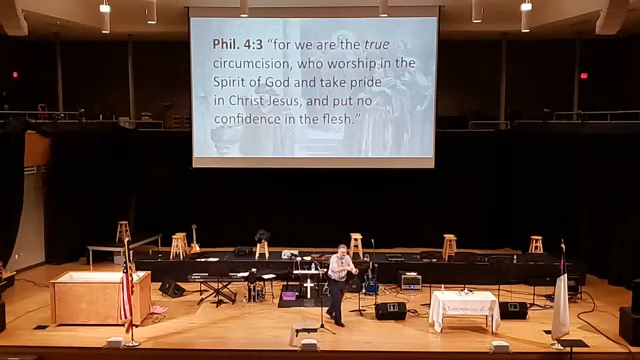 Phil. 4:3 “for we are the true
circumcision, who worship in the
Spirit of God and take pride
in Christ Jesus, and put no
confidence in the flesh.”